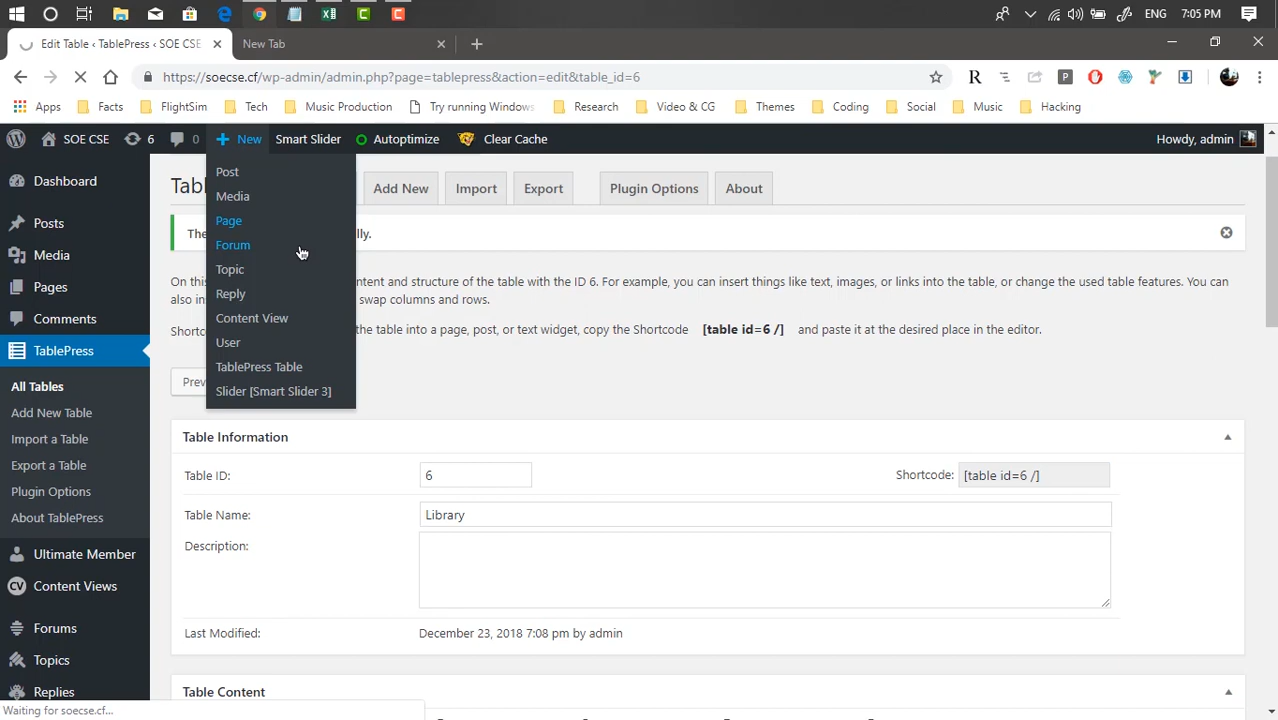 ENG 7:05 PM
Edit Table ‹ TablePress ‹ SOE CSE
New Tab
https://soecse.cf/wp-admin/admin.php?page=tablepress&action=edit&table_id=6
Apps Facts FlightSim Tech Music Production Try running Windows Research Video & CG Themes Coding Social Music Hacking
SOE CSE 6 0 New Smart Slider Autoptimize Clear Cache Howdy, admin
Dashboard
Posts
Media
Pages
Comments
TablePress
All Tables
Add New Table
Import a Table
Export a Table
Plugin Options
About TablePress
Ultimate Member
Content Views
Forums
Topics
Replies
Post
Media
Page
Forum
Topic
Reply
Content View
User
TablePress Table
Slider [Smart Slider 3]
Add New Import Export Plugin Options About
The
lly.
On this
ntent and structure of the table with the ID 6. For example, you can insert things like text, images, or links into the table, or change the used table features. You
can also in
swap columns and rows.
Shortc
the table into a page, post, or text widget, copy the Shortcode [table id=6 /] and paste it at the desired place in the editor.
Prev
Table Information
Table ID: 6 Shortcode: [table id=6 /]
Table Name: Library
Description:
Last Modified: December 23, 2018 7:08 pm by admin
Table Content
Waiting for soecse.cf...